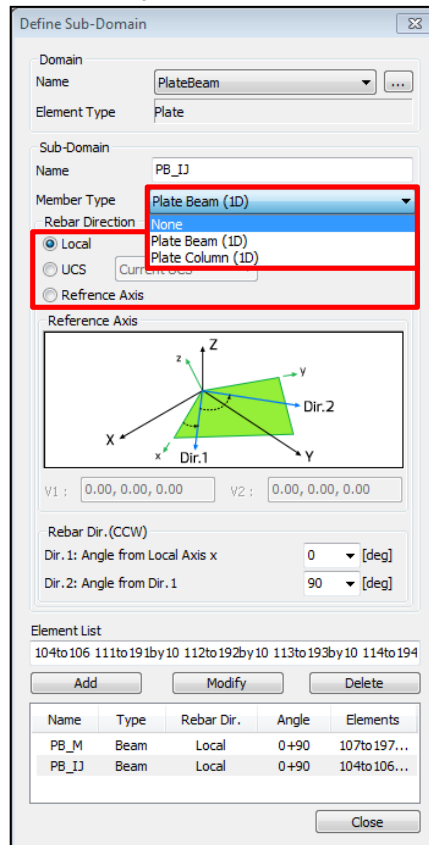 Define Sub-Domain
Domain
Name PlateBeam ...
Element Type Plate
Sub-Domain
Name PB_IJ
Member Type Plate Beam (1D)
Rebar Direction None
Local Plate Beam (1D)
Plate Column (1D)
UCS
Refrence Axis
Reference Axis
Z
z
y
Dir.2
X
x Dir.1 Y
V1 : 0.00, 0.00, 0.00 V2 : 0.00, 0.00, 0.00
Rebar Dir.(CCW)
Dir.1: Angle from Local Axis x 0 [deg]
Dir.2: Angle from Dir.1 90 [deg]
Element List
104to106 111to191by10 112to192by10 113to193by10 114to194
Add Modify Delete
Name Type Rebar Dir. Angle Elements
PB_M Beam Local 0+90 107to197...
PB_IJ Beam Local 0+90 104to106...
Close